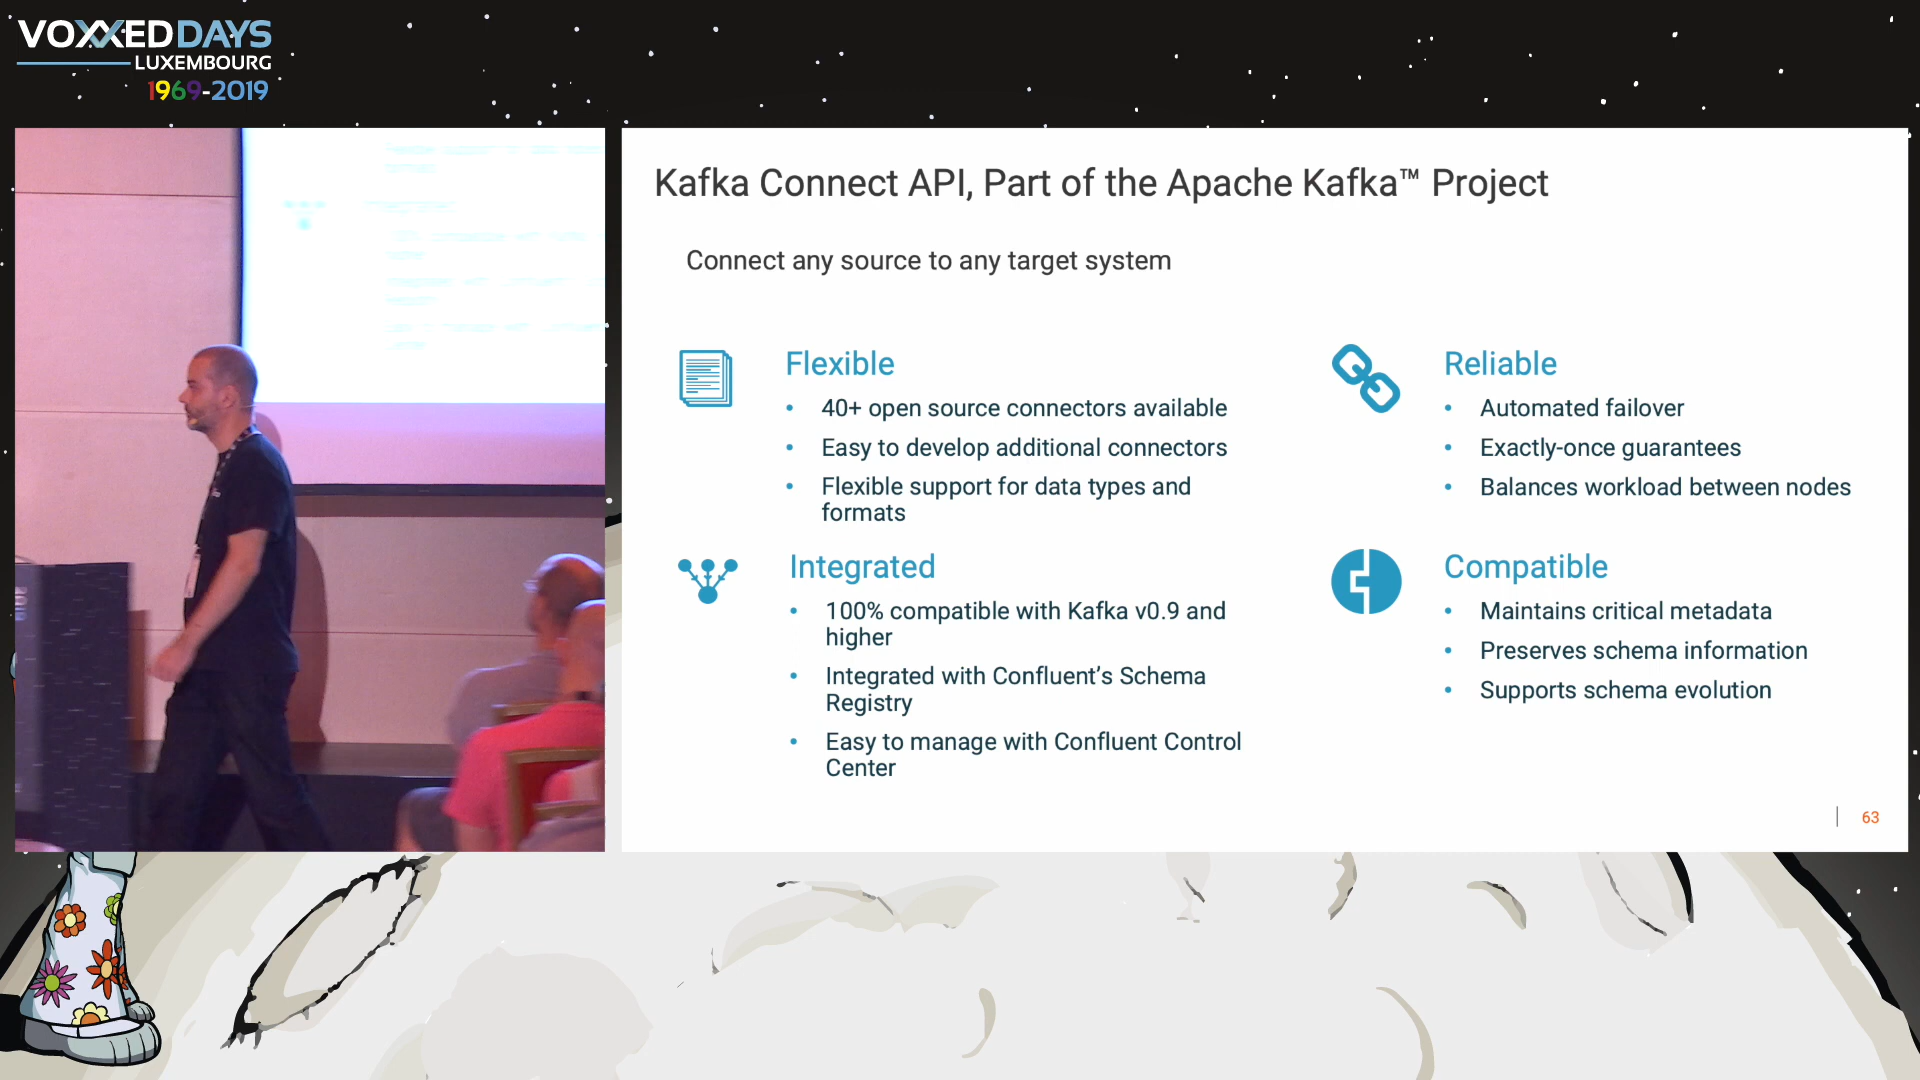 VOXXEDDAYS
LUXEMBOURG
1969-2019
Kafka Connect API, Part of the Apache Kafka™ Project
Connect any source to any target system
Flexible
• 40+ open source connectors available
• Easy to develop additional connectors
• Flexible support for data types and
formats
Integrated
• 100% compatible with Kafka v0.9 and
higher
• Integrated with Confluent’s Schema
Registry
• Easy to manage with Confluent Control
Center
Reliable
• Automated failover
• Exactly-once guarantees
• Balances workload between nodes
Compatible
• Maintains critical metadata
• Preserves schema information
• Supports schema evolution
63